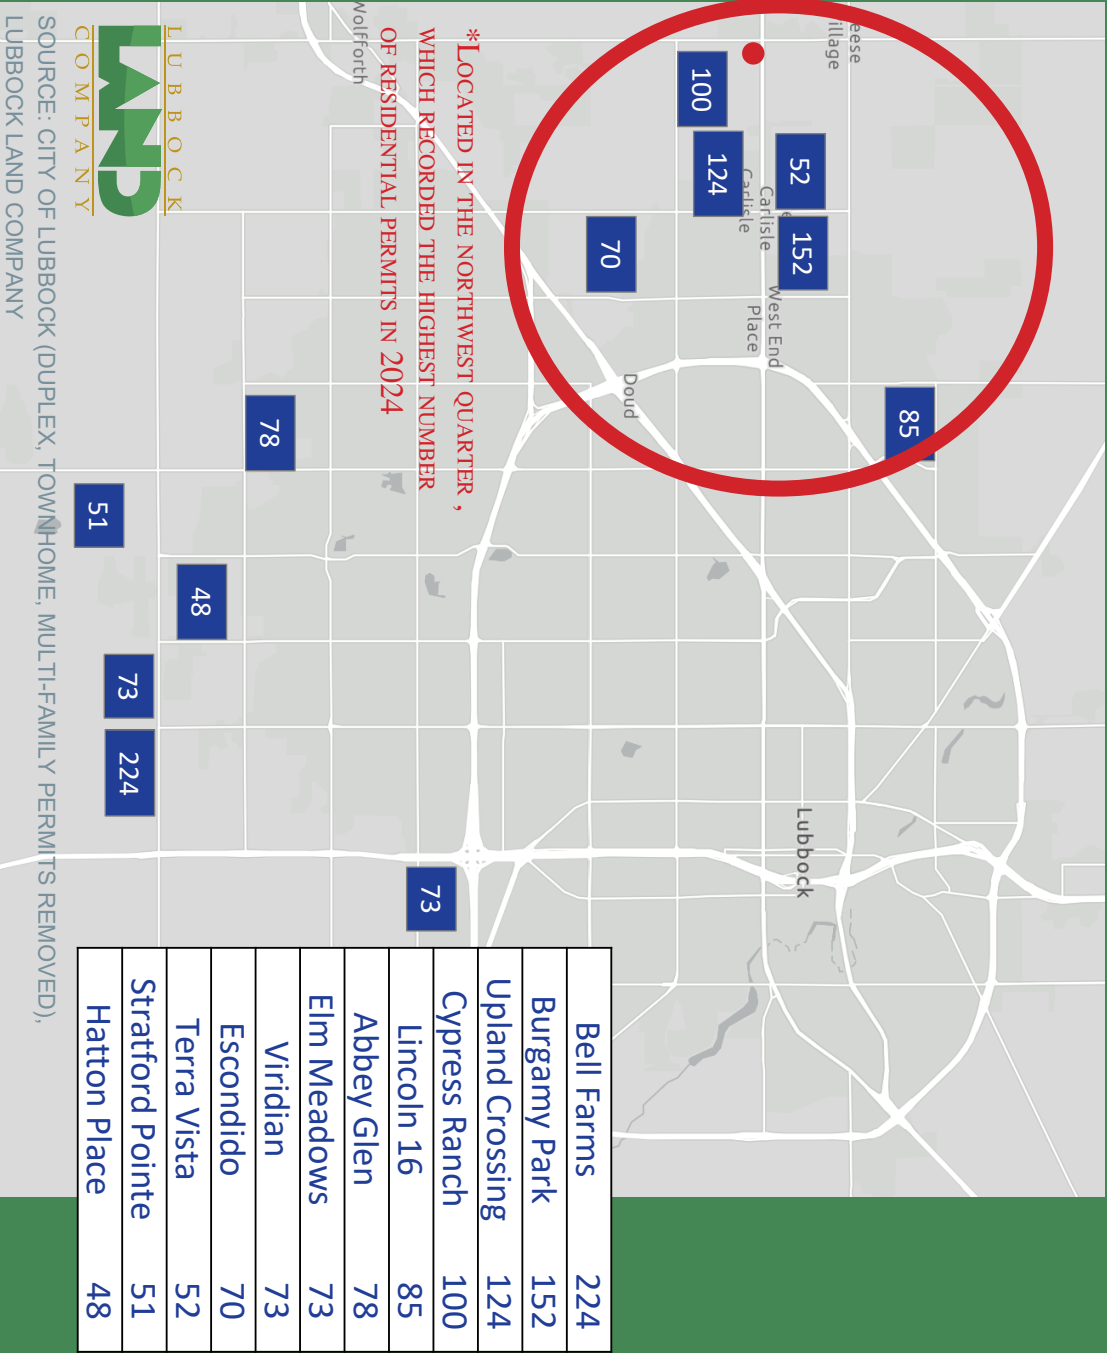 85
eese
illage
52
152
Lubbock
West End
Place
Carlisle
Carlisle
124
100
Doud
70
*LOCATED IN THE NORTHWEST QUARTER ,
WHICH RECORDED THE HIGHEST NUMBER
OF RESIDENTIAL PERMITS IN 2024
Wolfforth
73
78
48
73
224
51
Bell Farms 224
Burgamy Park 152
Upland Crossing 124
Cypress Ranch 100
Lincoln 16 85
Abbey Glen 78
Elm Meadows 73
Viridian 73
Escondido 70
Terra Vista 52
Stratford Pointe 51
Hatton Place 48
LUBBOCK
LAND
COMPANY
SOURCE: CITY OF LUBBOCK (DUPLEX, TOWNHOME, MULTI-FAMILY PERMITS REMOVED),
LUBBOCK LAND COMPANY